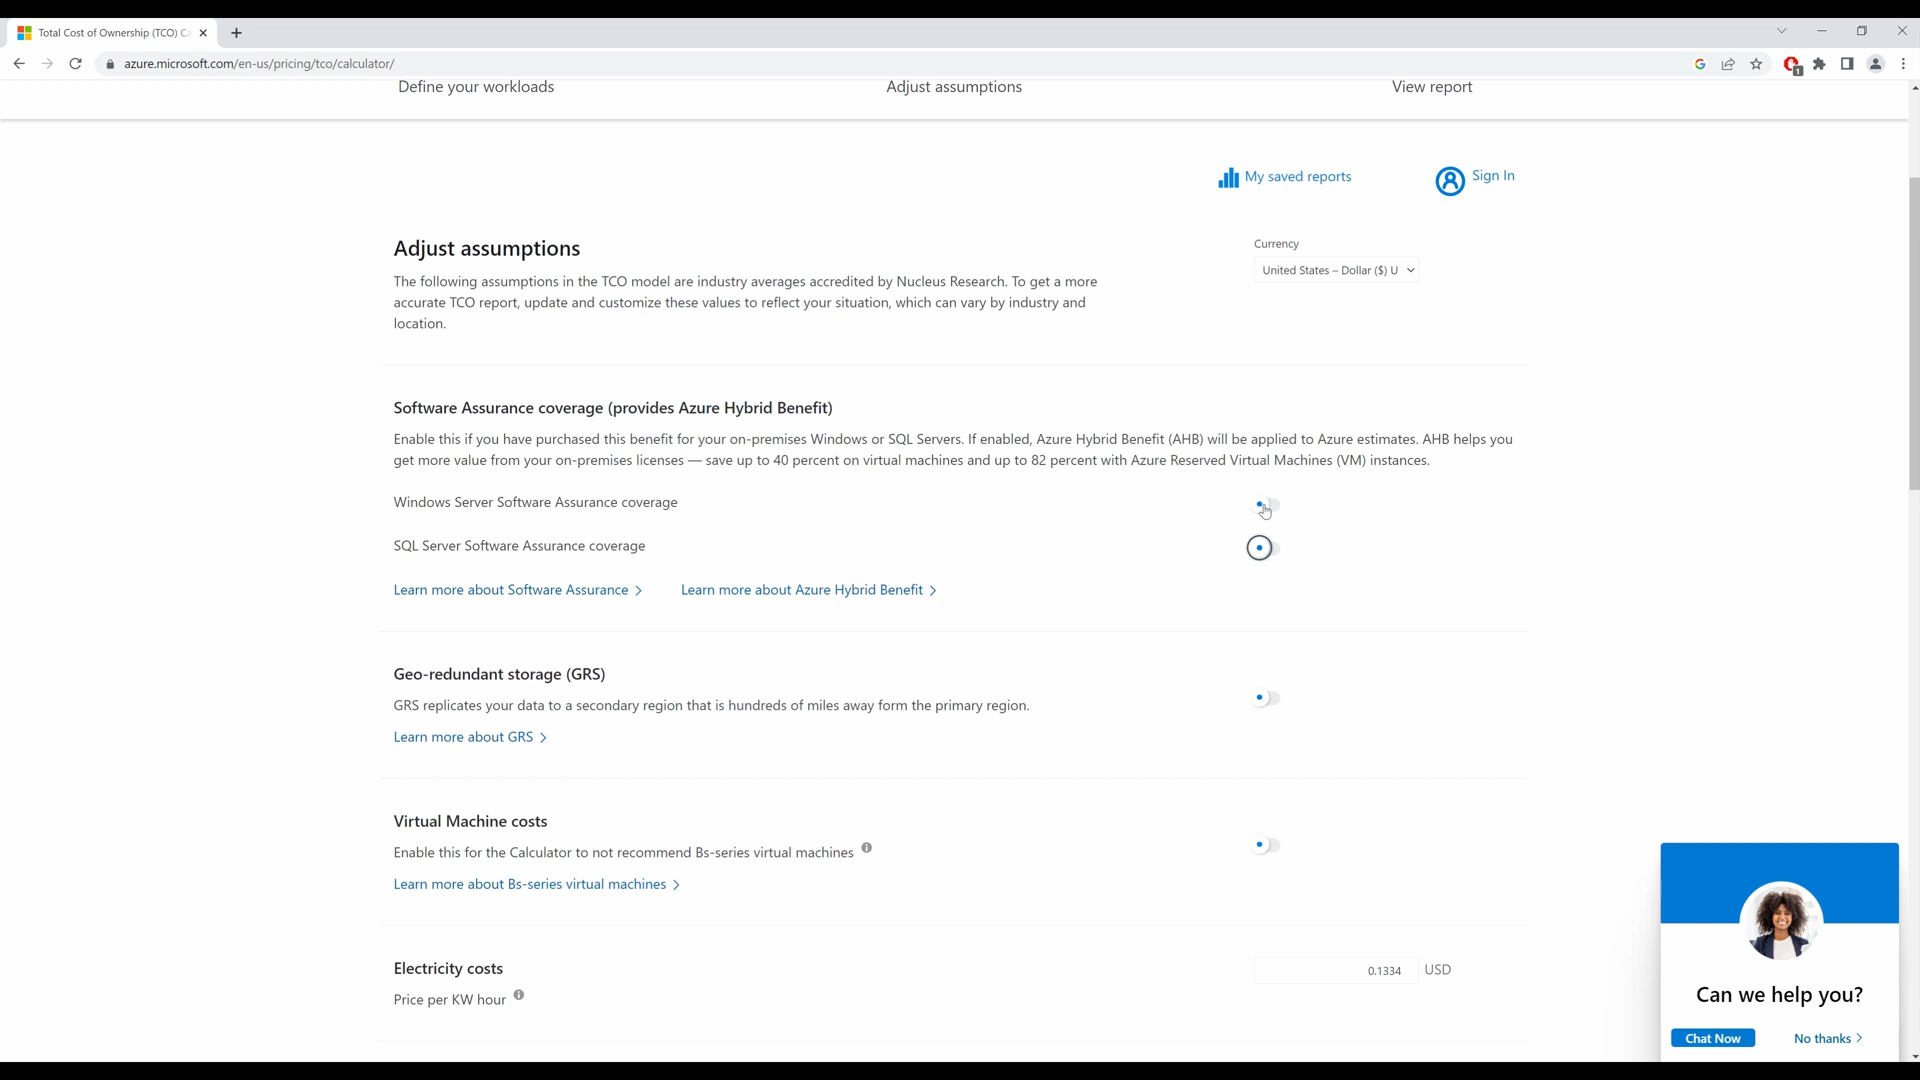 Total Cost of Ownership (TCO) Ca
azure.microsoft.com/en-us/pricing/tco/calculator/
1
Define your workloads
Adjust assumptions
View report
My saved reports
Sign In
Adjust assumptions
Currency
United States – Dollar ($) U
The following assumptions in the TCO model are industry averages accredited by Nucleus Research. To get a more
accurate TCO report, update and customize these values to reflect your situation, which can vary by industry and
location.
Software Assurance coverage (provides Azure Hybrid Benefit)
Enable this if you have purchased this benefit for your on-premises Windows or SQL Servers. If enabled, Azure Hybrid Benefit (AHB) will be applied to Azure estimates. AHB helps you
get more value from your on-premises licenses — save up to 40 percent on virtual machines and up to 82 percent with Azure Reserved Virtual Machines (VM) instances.
Windows Server Software Assurance coverage
SQL Server Software Assurance coverage
Learn more about Software Assurance
Learn more about Azure Hybrid Benefit
Geo-redundant storage (GRS)
GRS replicates your data to a secondary region that is hundreds of miles away form the primary region.
Learn more about GRS
Virtual Machine costs
Enable this for the Calculator to not recommend Bs-series virtual machines
Learn more about Bs-series virtual machines
Electricity costs
0.1334 USD
Price per KW hour
Can we help you?
Chat Now
No thanks